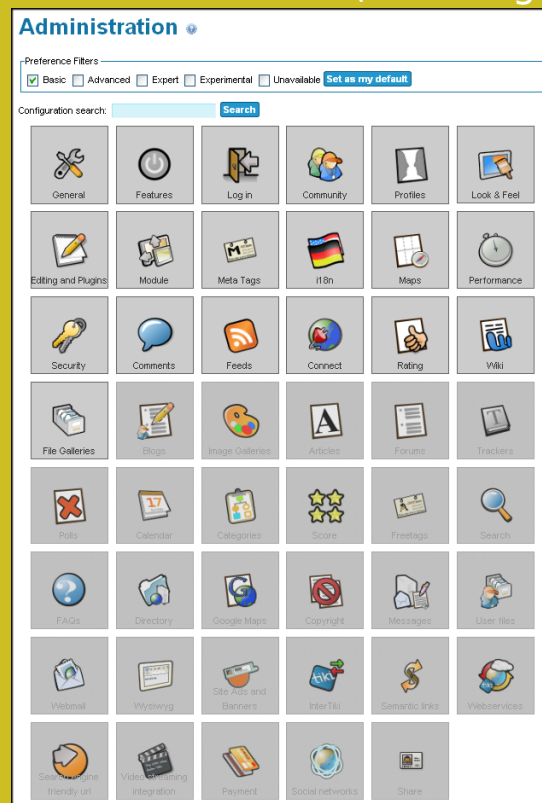 Administration
Preference Filters
Basic Advanced Expert Experimental Unavailable Set as my default
Configuration search: Search
General Features Log in Community Profiles Look & Feel
Editing and Plugins Module Meta Tags i18n Maps Performance
Security Comments Feeds Connect Rating Wiki
File Galleries Blogs Image Galleries Articles Forums Trackers
17
Polls Calendar Categories Score Freetags Search
FAQs Directory Google Maps Copyright Messages User files
Site Ads and
Webmail Wysiwyg Banners InterTiki Semantic links Webservices
Search engine Video streaming
friendly url integration Payment Social networks Share